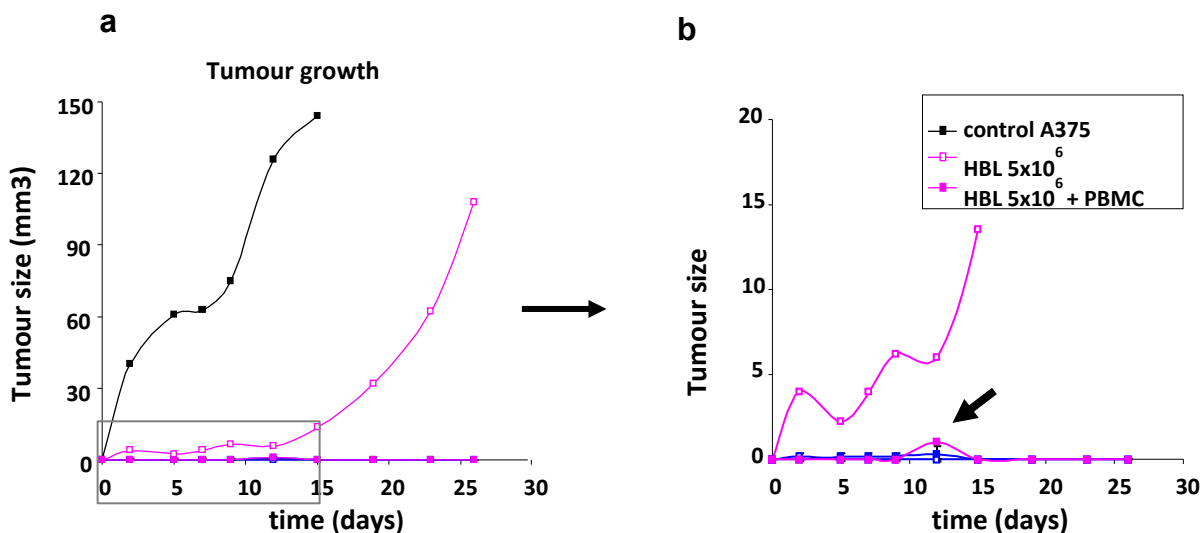 a
Tumour growth
Tumour size (mm3)
150
120
90
60
30
0
0 5 10 15 20 25 30
time (days)
b
control A375
HBL 5x10^6
HBL 5x10^6 + PBMC
Tumour size
20
15
10
5
0
0 5 10 15 20 25 30
time (days)